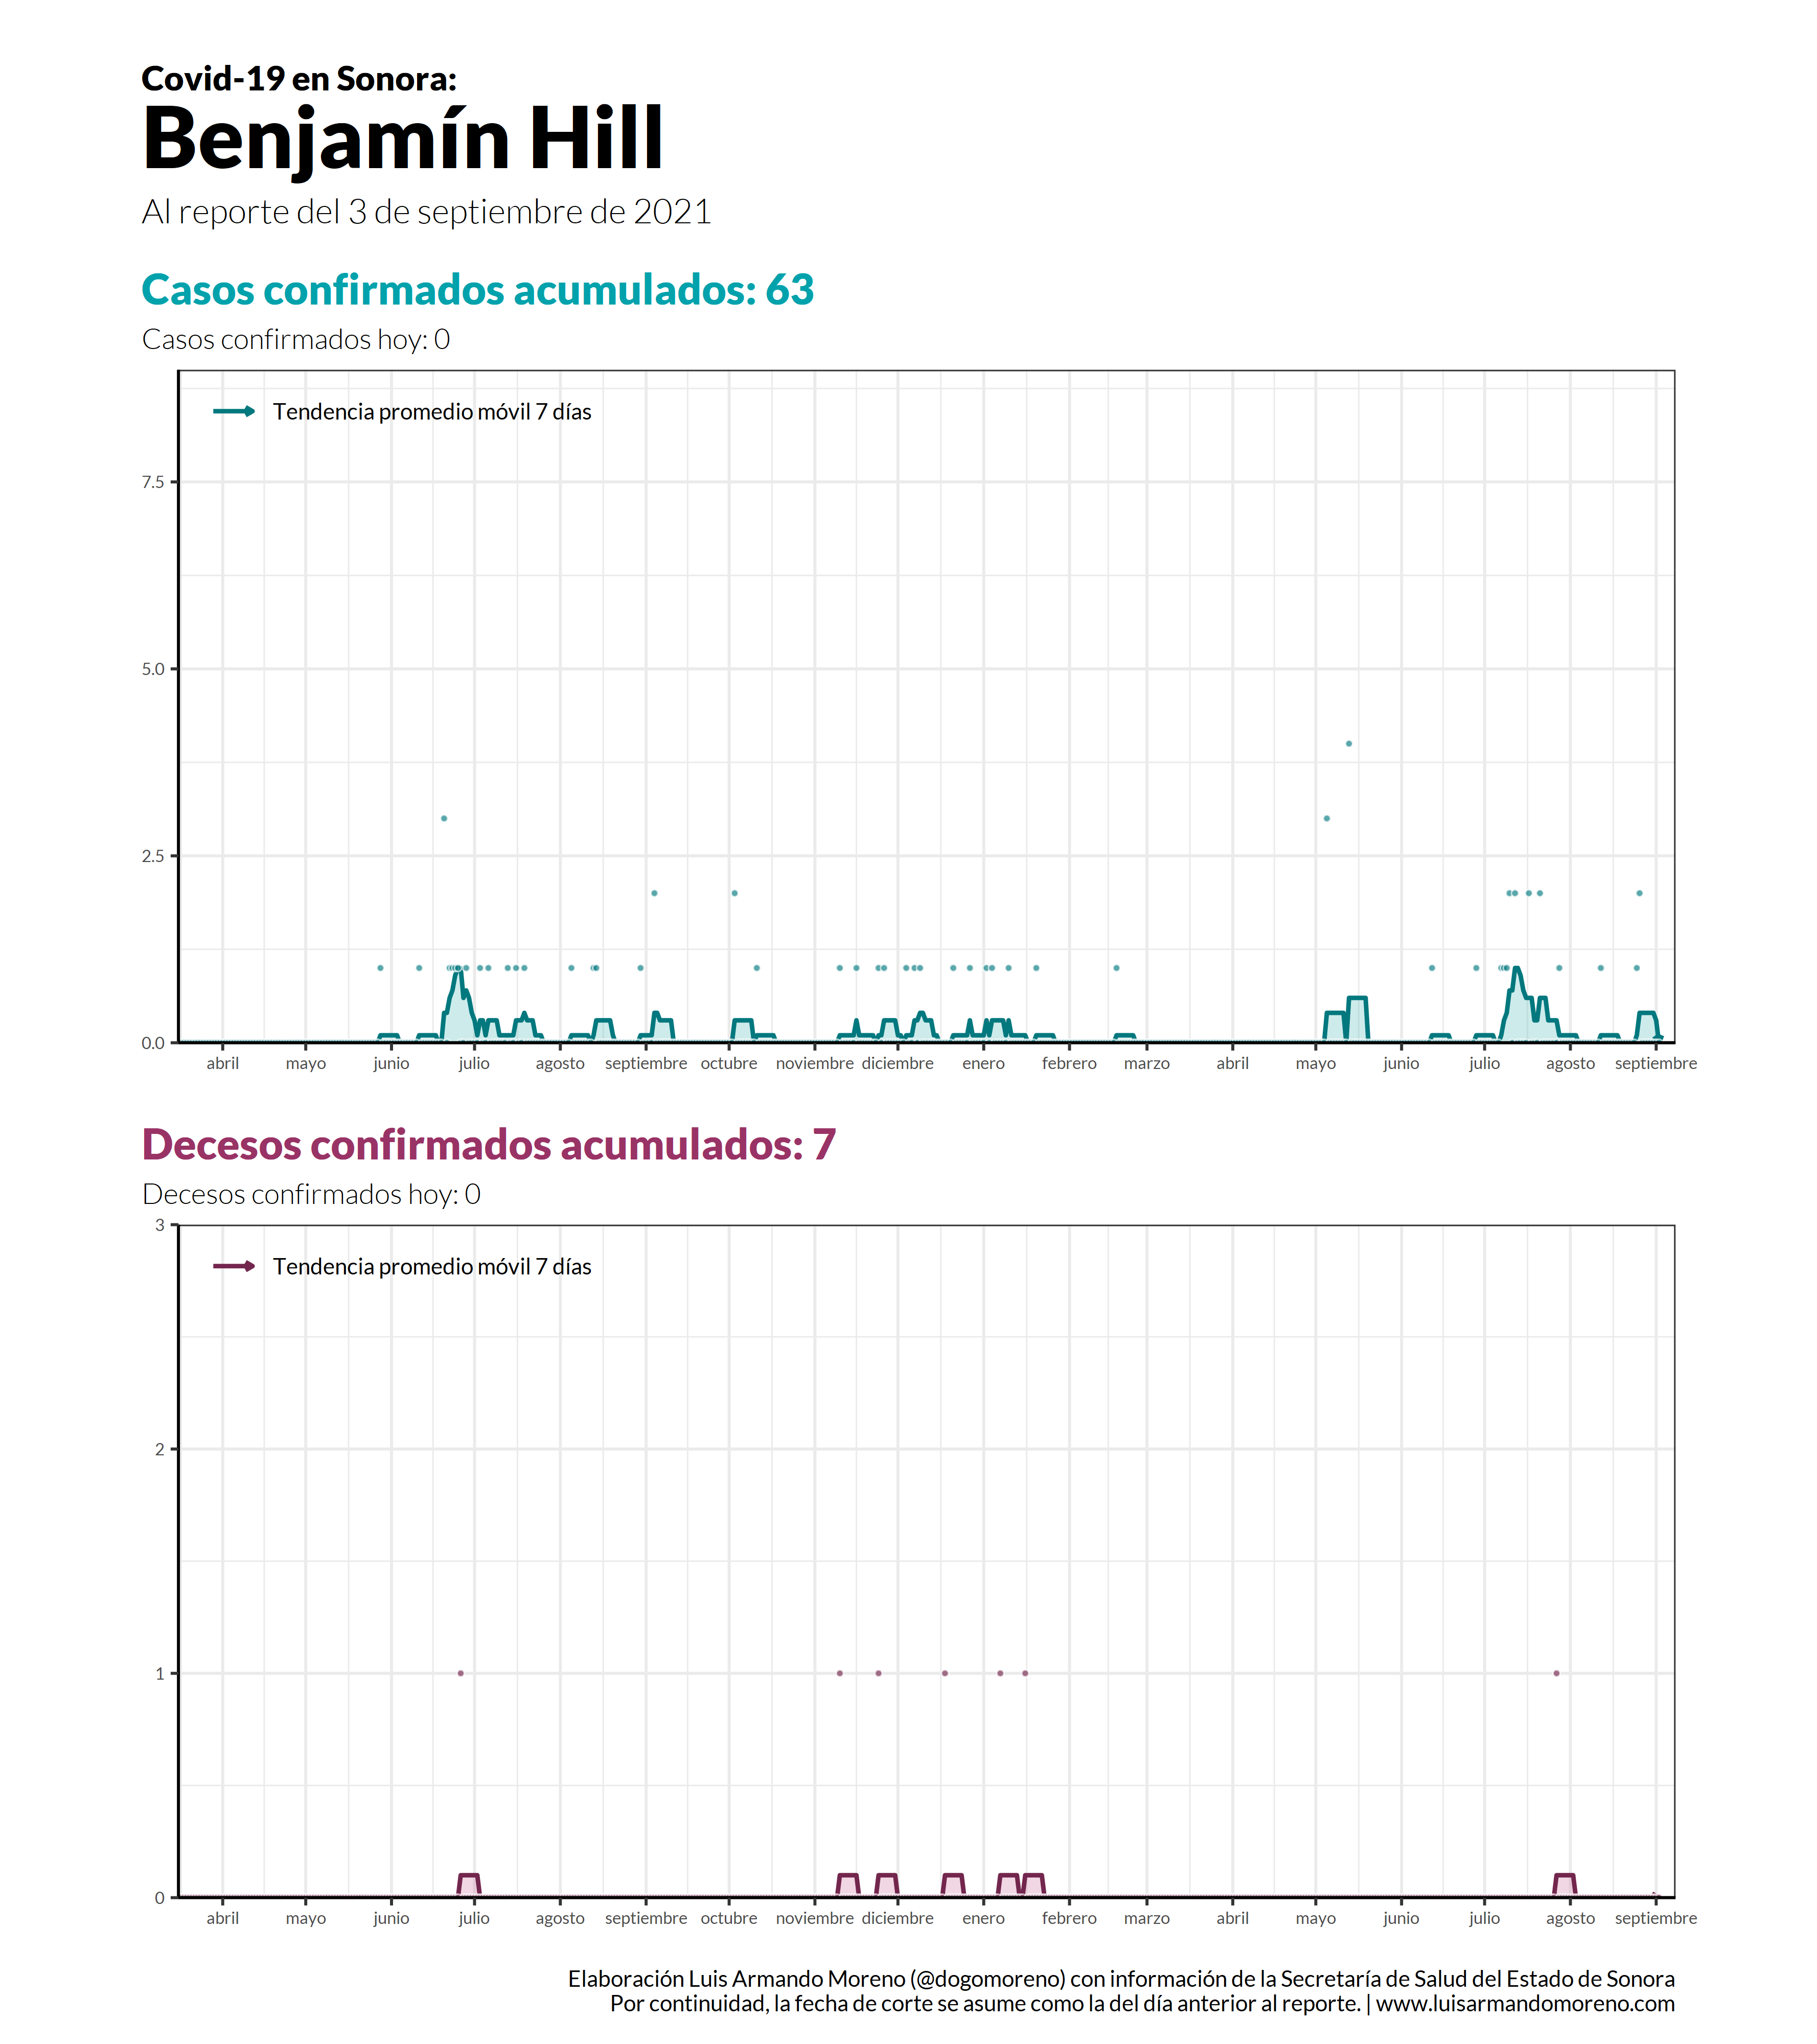 Covid-19 en Sonora:
Benjamín Hill
Al reporte del 3 de septiembre de 2021
Casos confirmados acumulados: 63
Casos confirmados hoy: 0
Tendencia promedio móvil 7 días
7.5
5.0
2.5
0.0
abril mayo junio julio agosto septiembre octubre noviembre diciembre enero febrero marzo abril mayo junio julio agosto septiembre
Decesos confirmados acumulados: 7
Decesos confirmados hoy: 0
3
Tendencia promedio móvil 7 días
2
1
0
abril mayo junio julio agosto septiembre octubre noviembre diciembre enero febrero marzo abril mayo junio julio agosto septiembre
Elaboración Luis Armando Moreno (@dogomoreno) con información de la Secretaría de Salud del Estado de Sonora
Por continuidad, la fecha de corte se asume como la del día anterior al reporte. | www.luisarmandomoreno.com